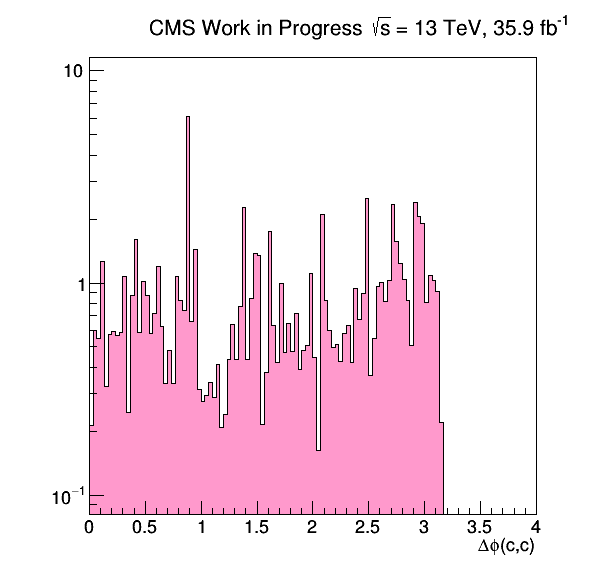 CMS Work in Progress √s = 13 TeV, 35.9 fb⁻¹
10
1
10⁻¹
0 0.5 1 1.5 2 2.5 3 3.5 4
Δϕ(c,c)